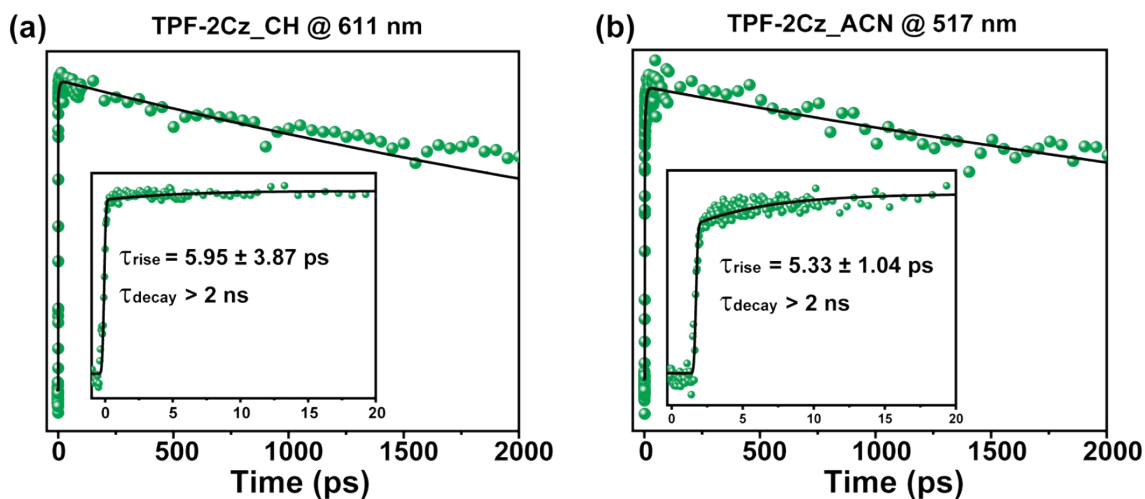 (a)
TPF-2Cz_CH @ 611 nm
τrise = 5.95 ± 3.87 ps
τdecay > 2 ns
0 5 10 15 20
0 500 1000 1500 2000
Time (ps)
(b)
TPF-2Cz_ACN @ 517 nm
τrise = 5.33 ± 1.04 ps
τdecay > 2 ns
0 5 10 15 20
0 500 1000 1500 2000
Time (ps)